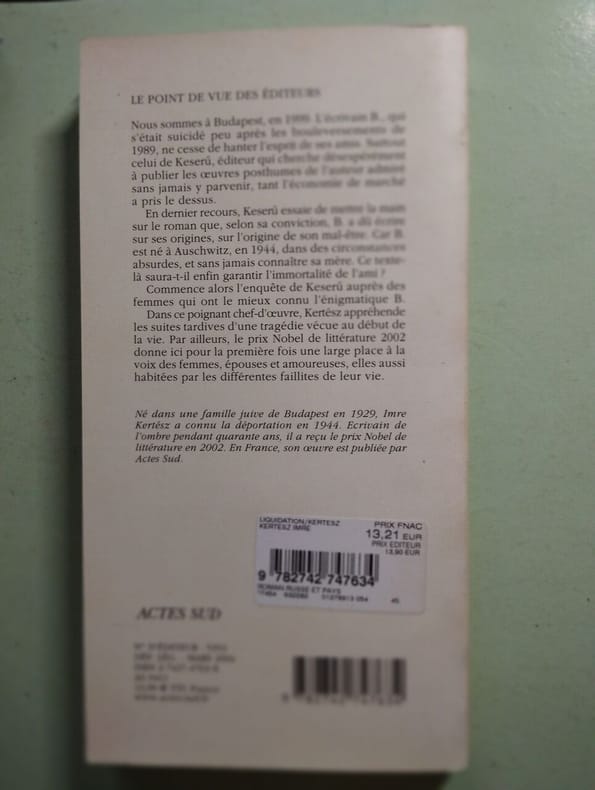 LE POINT DE VUE DES ÉDITEURS
Nous sommes à Budapest, en 1999. L'écrivain B., qui
s'était suicidé peu après les bouleversements de
1989, ne cesse de hanter l'esprit de ses amis. Surtout
celui de Keserű, éditeur qui cherche désespérément
à publier les œuvres posthumes de l'auteur admiré
sans jamais y parvenir, tant l'économie de marché
a pris le dessus.
En dernier recours, Keserű essaie de mettre la main
sur le roman que, selon sa conviction, B. a dû écrire
sur ses origines, sur l'origine de son mal-être. Car B.
est né à Auschwitz, en 1944, dans des circonstances
absurdes, et sans jamais connaître sa mère. Ce texte-
là saura-t-il enfin garantir l'immortalité de l'ami ?
Commence alors l'enquête de Keserű auprès des
femmes qui ont le mieux connu l'énigmatique B.
Dans ce poignant chef-d'œuvre, Kertész appréhende
les suites tardives d'une tragédie vécue au début de
la vie. Par ailleurs, le prix Nobel de littérature 2002
donne ici pour la première fois une large place à la
voix des femmes, épouses et amoureuses, elles aussi
habitées par les différentes faillites de leur vie.
Né dans une famille juive de Budapest en 1929, Imre
Kertész a connu la déportation en 1944. Ecrivain de
l'ombre pendant quarante ans, il a reçu le prix Nobel de
littérature en 2002. En France, son œuvre est publiée par
Actes Sud.
LIQUIDATION/KERTESZ
KERTESZ IMRE
PRIX FNAC
13,21 EUR
PRIX EDITEUR
13,90 EUR
9 782742 747634
ROMAN RUSSE ET PAYS
ACTES SUD